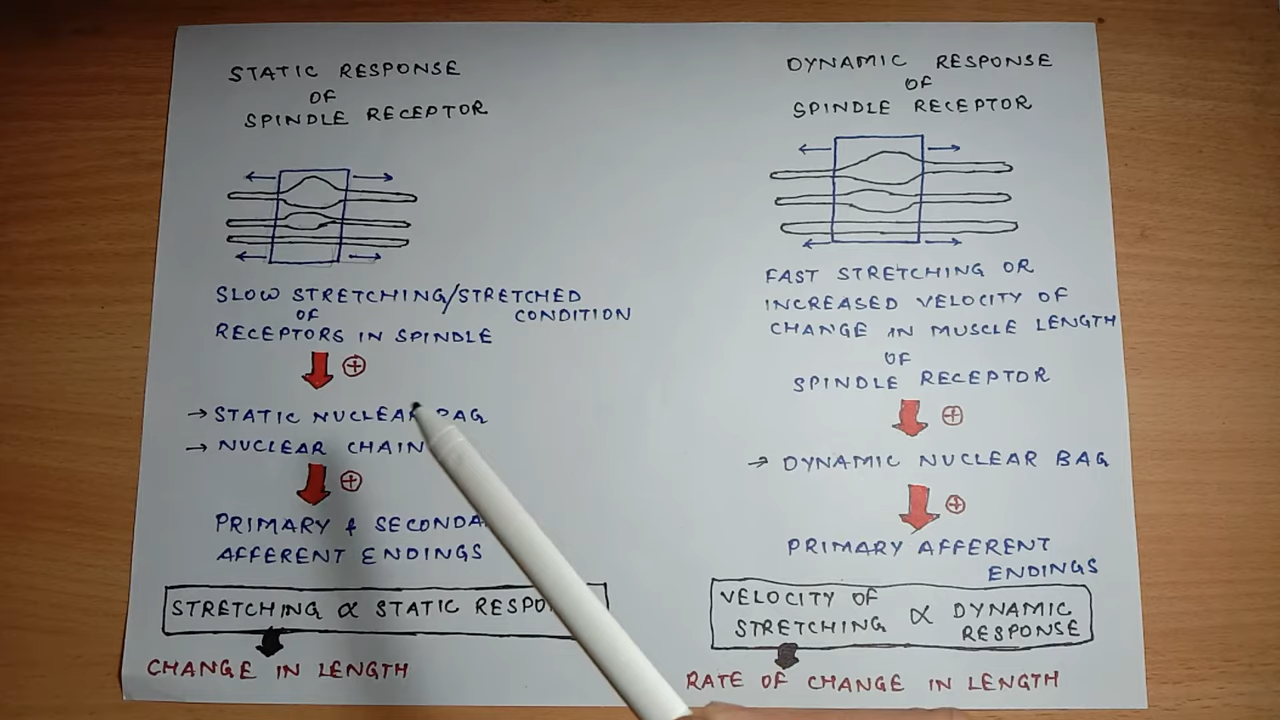 STATIC RESPONSE
OF
SPINDLE RECEPTOR
SLOW STRETCHING/STRETCHED
OF CONDITION
RECEPTORS IN SPINDLE
+
→ STATIC NUCLEAR BAG
→ NUCLEAR CHAIN
+
PRIMARY &
AFFERENT ENDINGS
STRETCHING ∝ STATIC
CHANGE IN LENGTH
DYNAMIC RESPONSE
OF
SPINDLE RECEPTOR
FAST STRETCHING OR
INCREASED VELOCITY OF
CHANGE IN MUSCLE LENGTH
OF
SPINDLE RECEPTOR
+
→ DYNAMIC NUCLEAR BAG
+
PRIMARY AFFERENT
ENDINGS
VELOCITY OF
STRETCHING ∝ DYNAMIC
RESPONSE
RATE OF CHANGE IN LENGTH